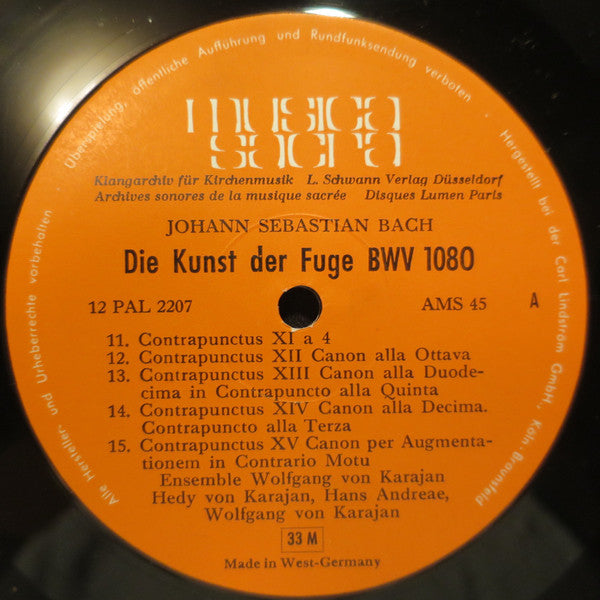 Alle Hersteller- und Urheberrechte vorbehalten
Überspielung, öffentliche Aufführung und Rundfunksendung verboten
Hergestellt bei der Carl Lindström GmbH., Köln-Braunsfeld
musica
sacra
Klangarchiv für Kirchenmusik L. Schwann Verlag Düsseldorf
Archives sonores de la musique sacrée Disques Lumen Paris
JOHANN SEBASTIAN BACH
Die Kunst der Fuge BWV 1080
12 PAL 2207 AMS 45 A
11. Contrapunctus XI a 4
12. Contrapunctus XII Canon alla Ottava
13. Contrapunctus XIII Canon alla Duode-
cima in Contrapuncto alla Quinta
14. Contrapunctus XIV Canon alla Decima.
Contrapuncto alla Terza
15. Contrapunctus XV Canon per Augmenta-
tionem in Contrario Motu
Ensemble Wolfgang von Karajan
Hedy von Karajan, Hans Andreae,
Wolfgang von Karajan
33 M
Made in West-Germany